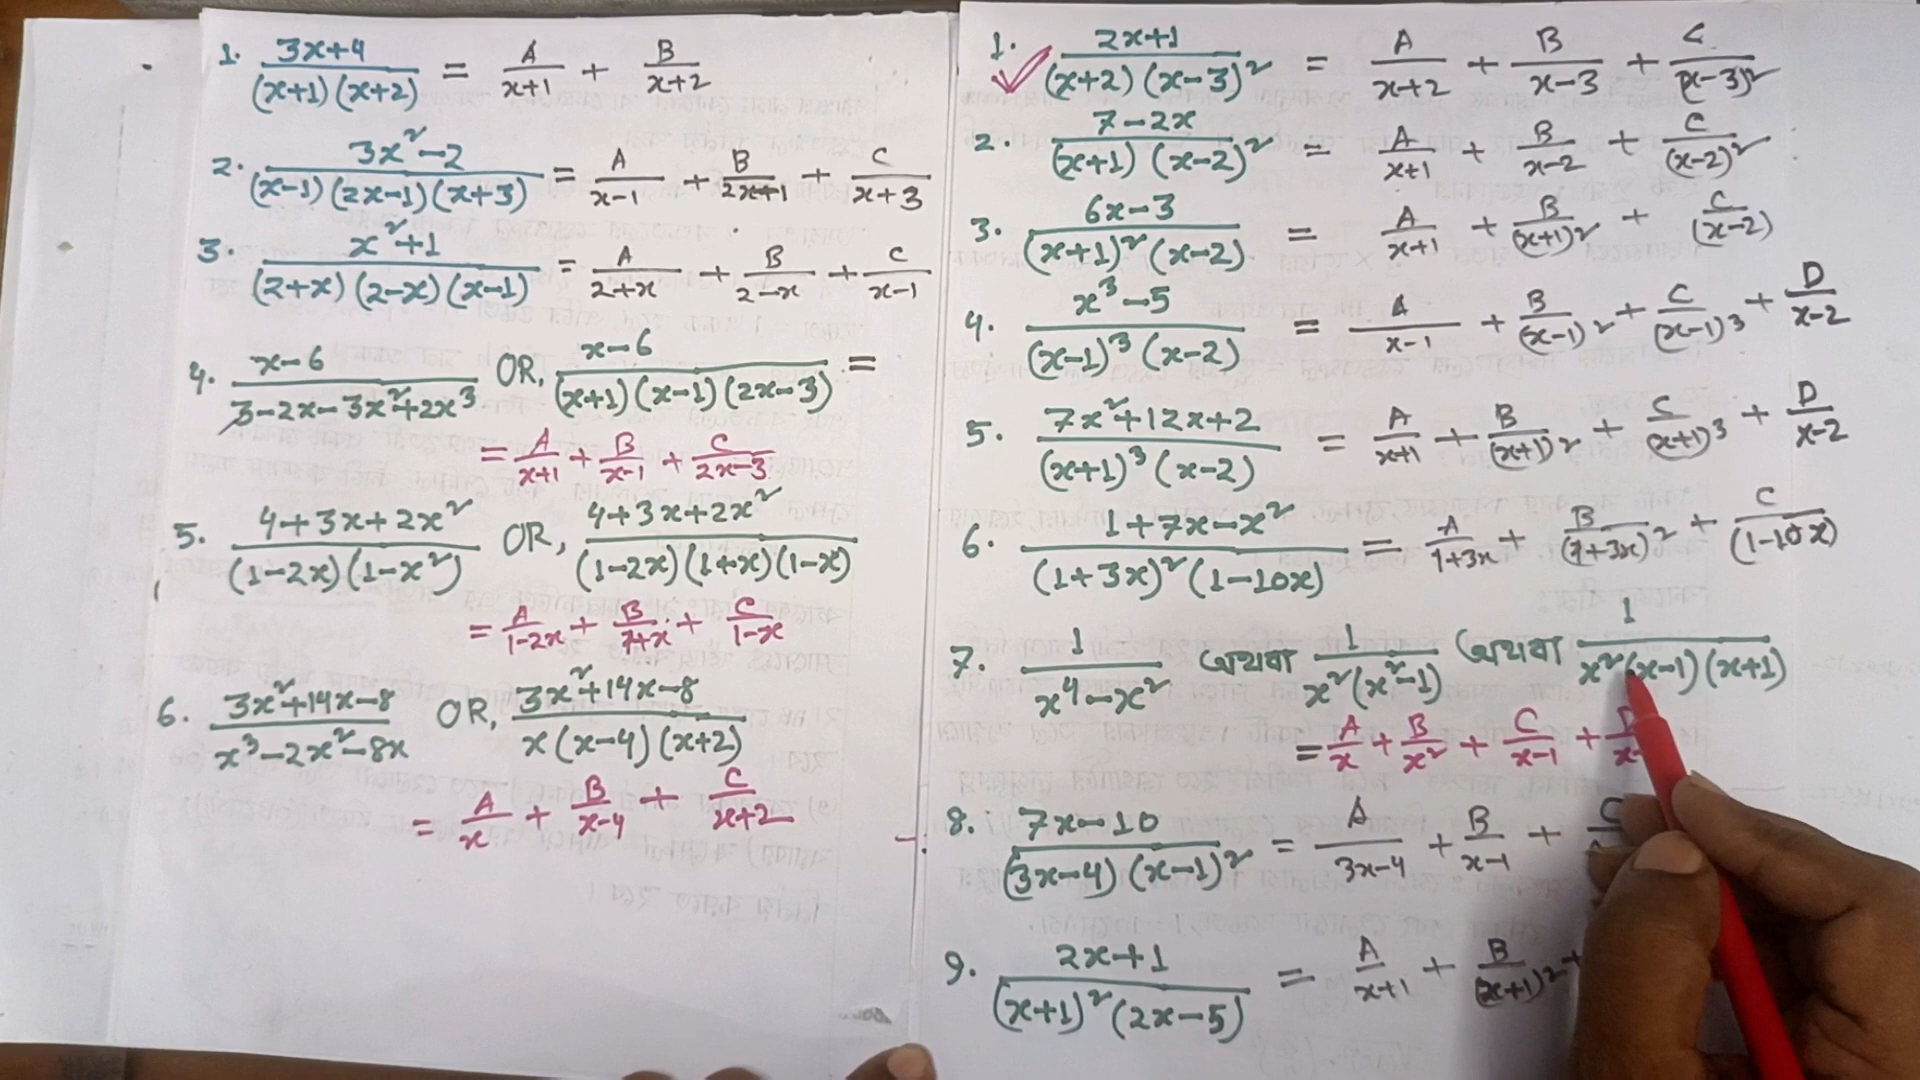 1. (3x+4)/((x+1)(x+2)) = A/(x+1) + B/(x+2)
2. (3x²-2)/((x-1)(2x-1)(x+3)) = A/(x-1) + B/(2x+1) + C/(x+3)
3. (x²+1)/((2+x)(2-x)(x-1)) = A/(2+x) + B/(2-x) + C/(x-1)
4. (x-6)/(3-2x-3x²+2x³) OR, (x-6)/((x+1)(x-1)(2x-3)) =
= A/(x+1) + B/(x-1) + C/(2x-3)
5. (4+3x+2x²)/((1-2x)(1-x²)) OR, (4+3x+2x²)/((1-2x)(1+x)(1-x))
= A/(1-2x) + B/(1+x) + C/(1-x)
6. (3x²+14x-8)/(x³-2x²-8x) OR, (3x²+14x-8)/(x(x-4)(x+2))
= A/x + B/(x-4) + C/(x+2)
1. (2x+1)/((x+2)(x-3)²) = A/(x+2) + B/(x-3) + C/(x-3)²
2. (7-2x)/((x+1)(x-2)²) = A/(x+1) + B/(x-2) + C/(x-2)²
3. (6x-3)/((x+1)²(x-2)) = A/(x+1) + B/(x+1)² + C/(x-2)
4. (x³-5)/((x-1)³(x-2)) = A/(x-1) + B/(x-1)² + C/(x-1)³ + D/(x-2)
5. (7x²+12x+2)/((x+1)³(x-2)) = A/(x+1) + B/(x+1)² + C/(x+1)³ + D/(x-2)
6. (1+7x-x²)/((1+3x)²(1-10x)) = A/(1+3x) + B/(1+3x)² + C/(1-10x)
7. 1/(x⁴-x²) অথবা 1/(x²(x²-1)) অথবা 1/(x²(x-1)(x+1))
= A/x + B/x² + C/(x-1) + D/x
8. (7x-10)/((3x-4)(x-1)²) = A/(3x-4) + B/(x-1) + C
9. (2x+1)/((x+1)²(2x-5)) = A/(x+1) + B/(x+1)² +